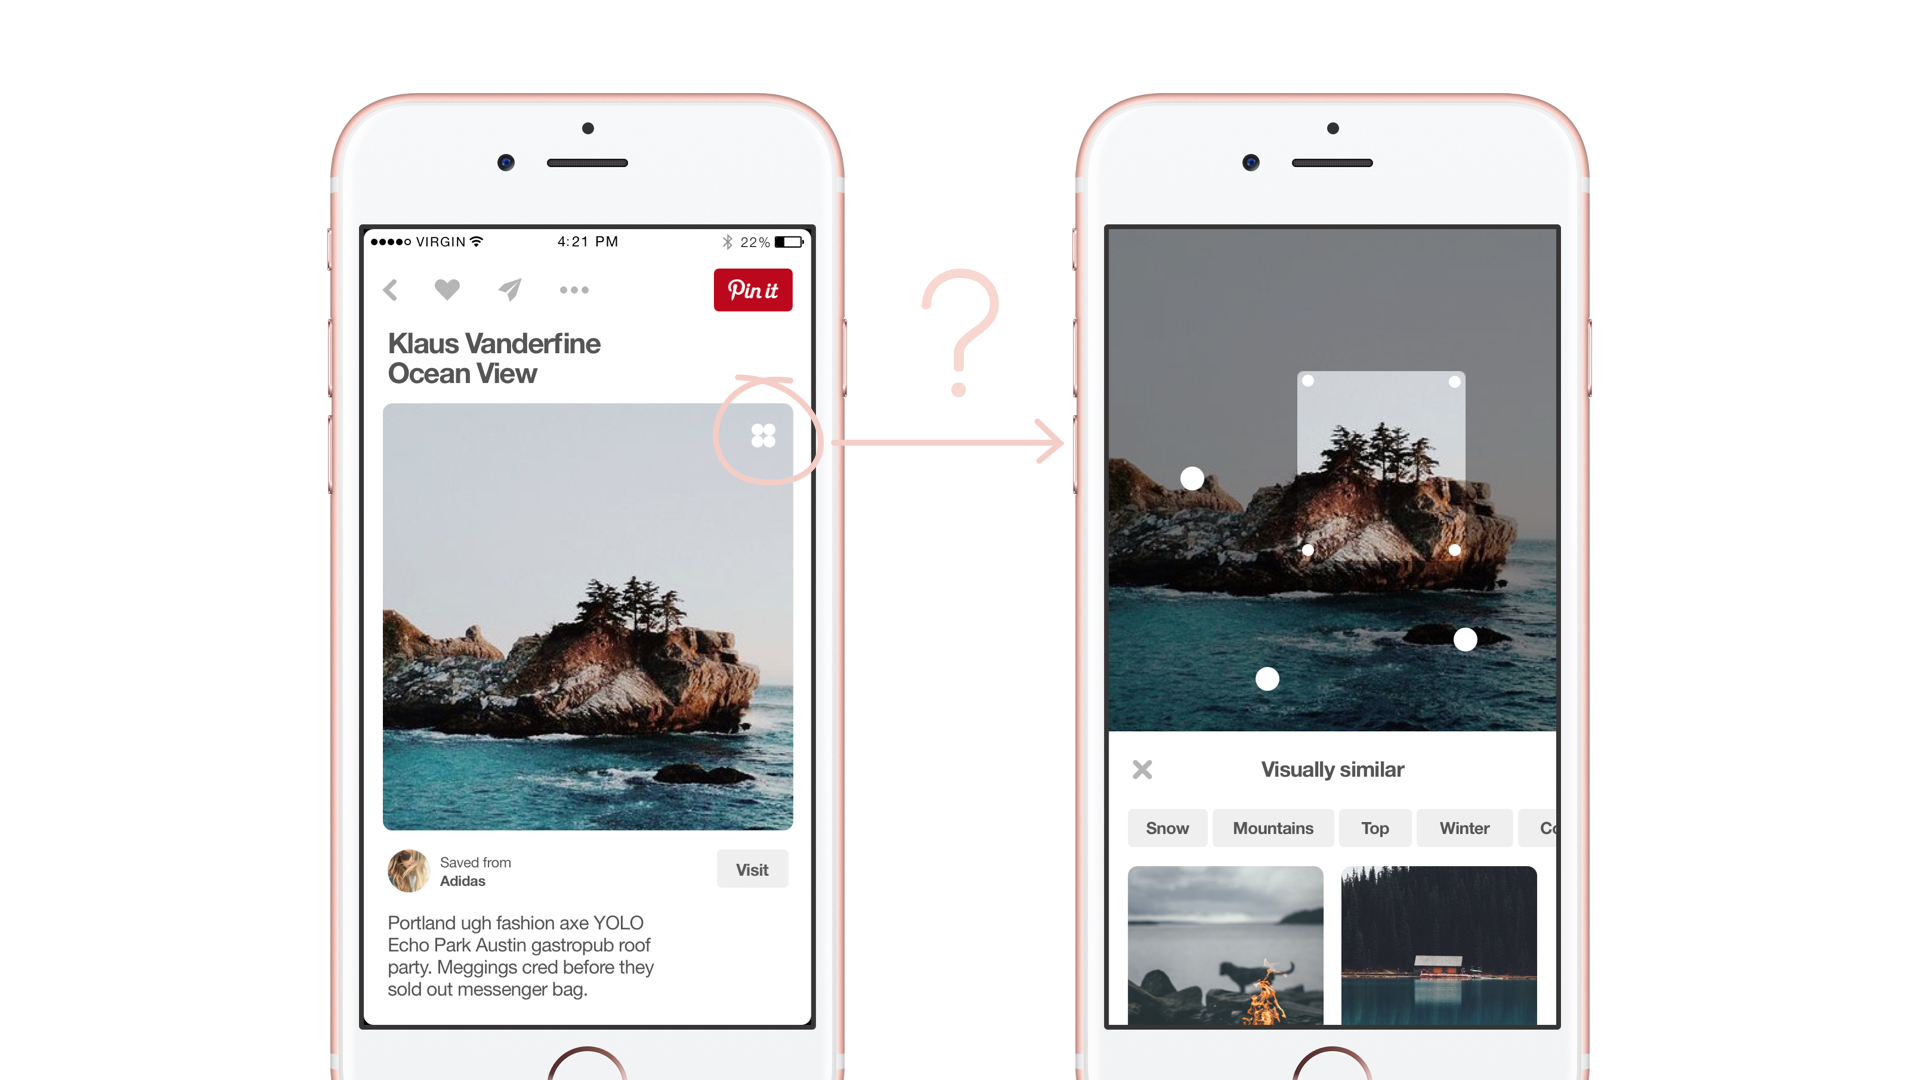 VIRGIN
4:21 PM
22%
Pin it
Klaus Vanderfine
Ocean View
?
Saved from
Adidas
Visit
Portland ugh fashion axe YOLO
Echo Park Austin gastropub roof
party. Meggings cred before they
sold out messenger bag.
Visually similar
Snow
Mountains
Top
Winter